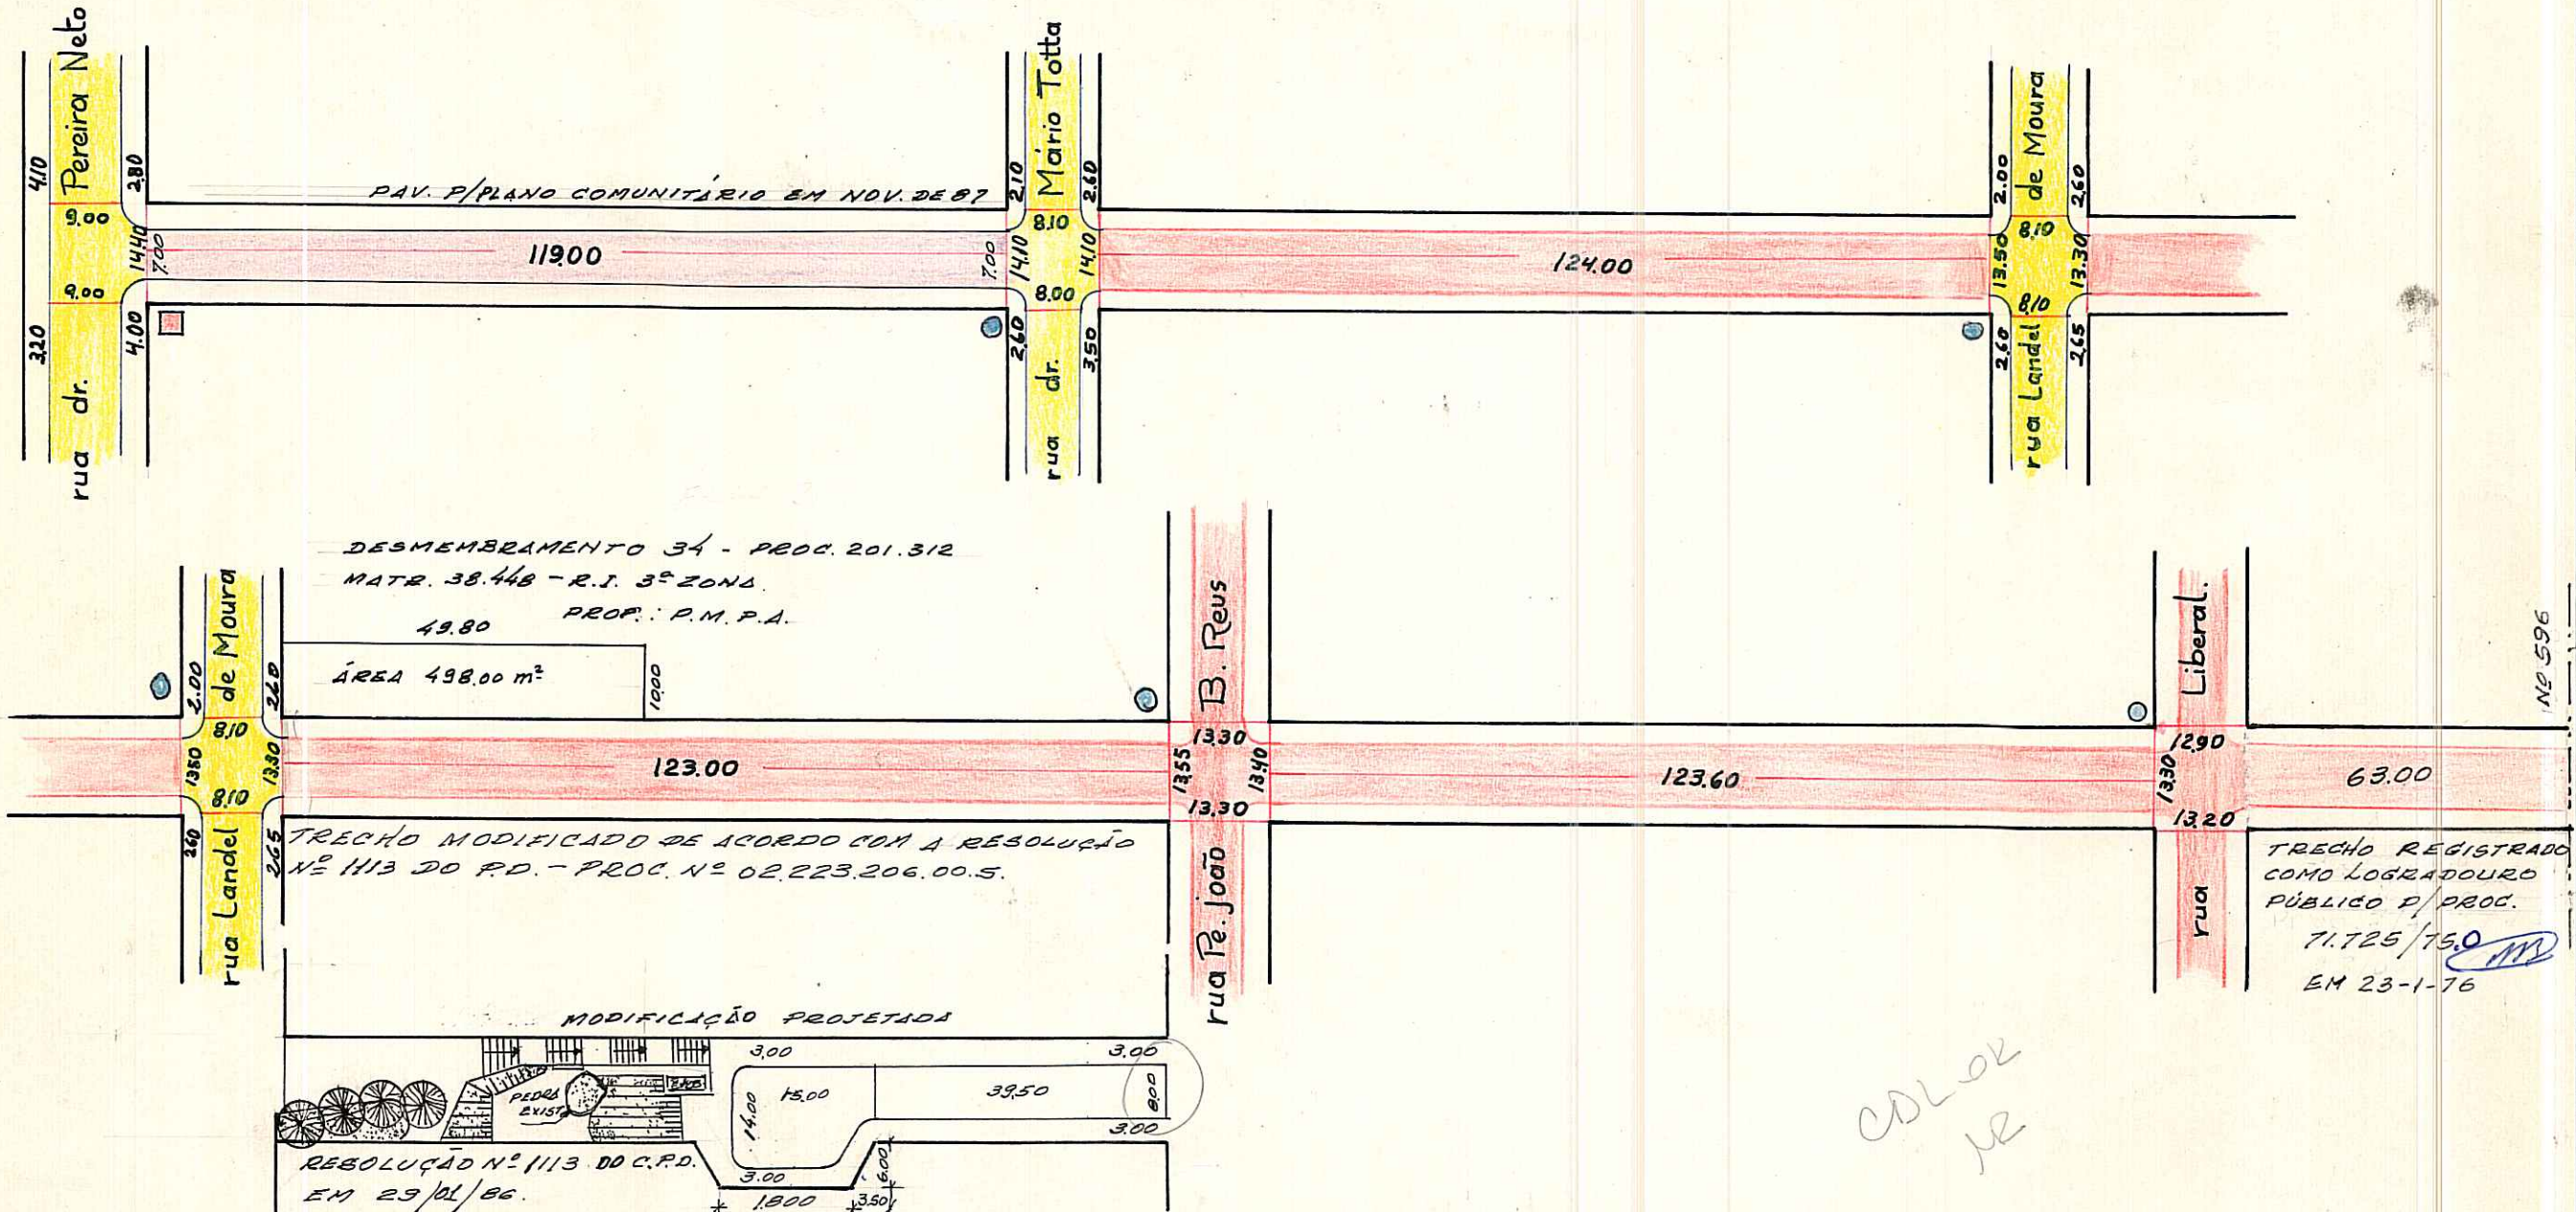 rua dr. Pereira Neto
4.10
2.80
9.00
14.40
7.00
9.00
3.20
4.00
PAV. P/PLANO COMUNITÁRIO EM NOV. DE 87
119.00
7.00
rua dr. Mário Totta
2.10
2.60
8.10
14.10
14.10
8.00
2.60
3.50
124.00
rua Landel de Moura
2.00
2.60
8.10
13.50
13.30
8.10
2.60
2.65
DESMEMBRAMENTO 34 - PROC. 201.312
MATR. 38.448 - R.I. 3ª ZONA.
PROP.: P.M.P.A.
49.80
ÁREA 498.00 m²
10.00
rua Landel de Moura
2.00
2.60
8.10
13.50
13.30
8.10
2.60
2.65
123.00
TRECHO MODIFICADO DE ACORDO COM A RESOLUÇÃO
Nº 1113 DO P.D. - PROC. Nº 02.223.206.00.5.
rua Pe. joão B. Reus
13.30
13.55
13.40
13.30
123.60
rua Liberal.
12.90
13.30
13.20
63.00
Nº 596
TRECHO REGISTRADO
COMO LOGRADOURO
PÚBLICO P/ PROC.
71.725/75.0
EM 23-1-76
MODIFICAÇÃO PROJETADA
3.00
3.00
PEDRA
EXIST.
14.00
15.00
39.50
8.00
3.00
RESOLUÇÃO Nº 1113 DO C.P.D.
EM 29/01/86.
3.00
6.00
18.00
3.50
CDL-OK